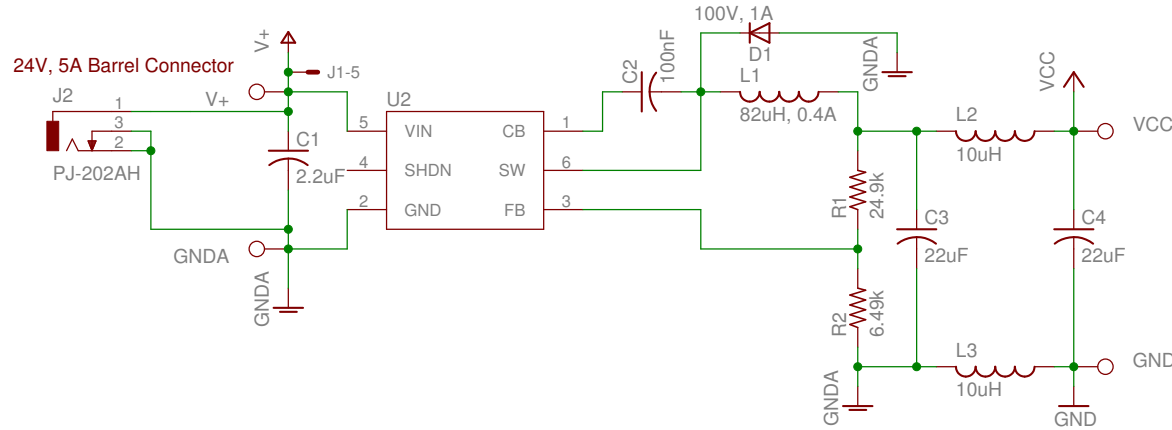 100V, 1A
V+
D1
24V, 5A Barrel Connector
J1-5
C2
100nF
GNDA
VCC
J2
1
V+
U2
L1
82uH, 0.4A
L2
10uH
VCC
3
2
PJ-202AH
C1
2.2uF
5
VIN
CB
1
4
SHDN
SW
6
2
GND
FB
3
R1
24.9k
C3
22uF
C4
22uF
GNDA
GNDA
R2
6.49k
L3
10uH
GND
GNDA
GND